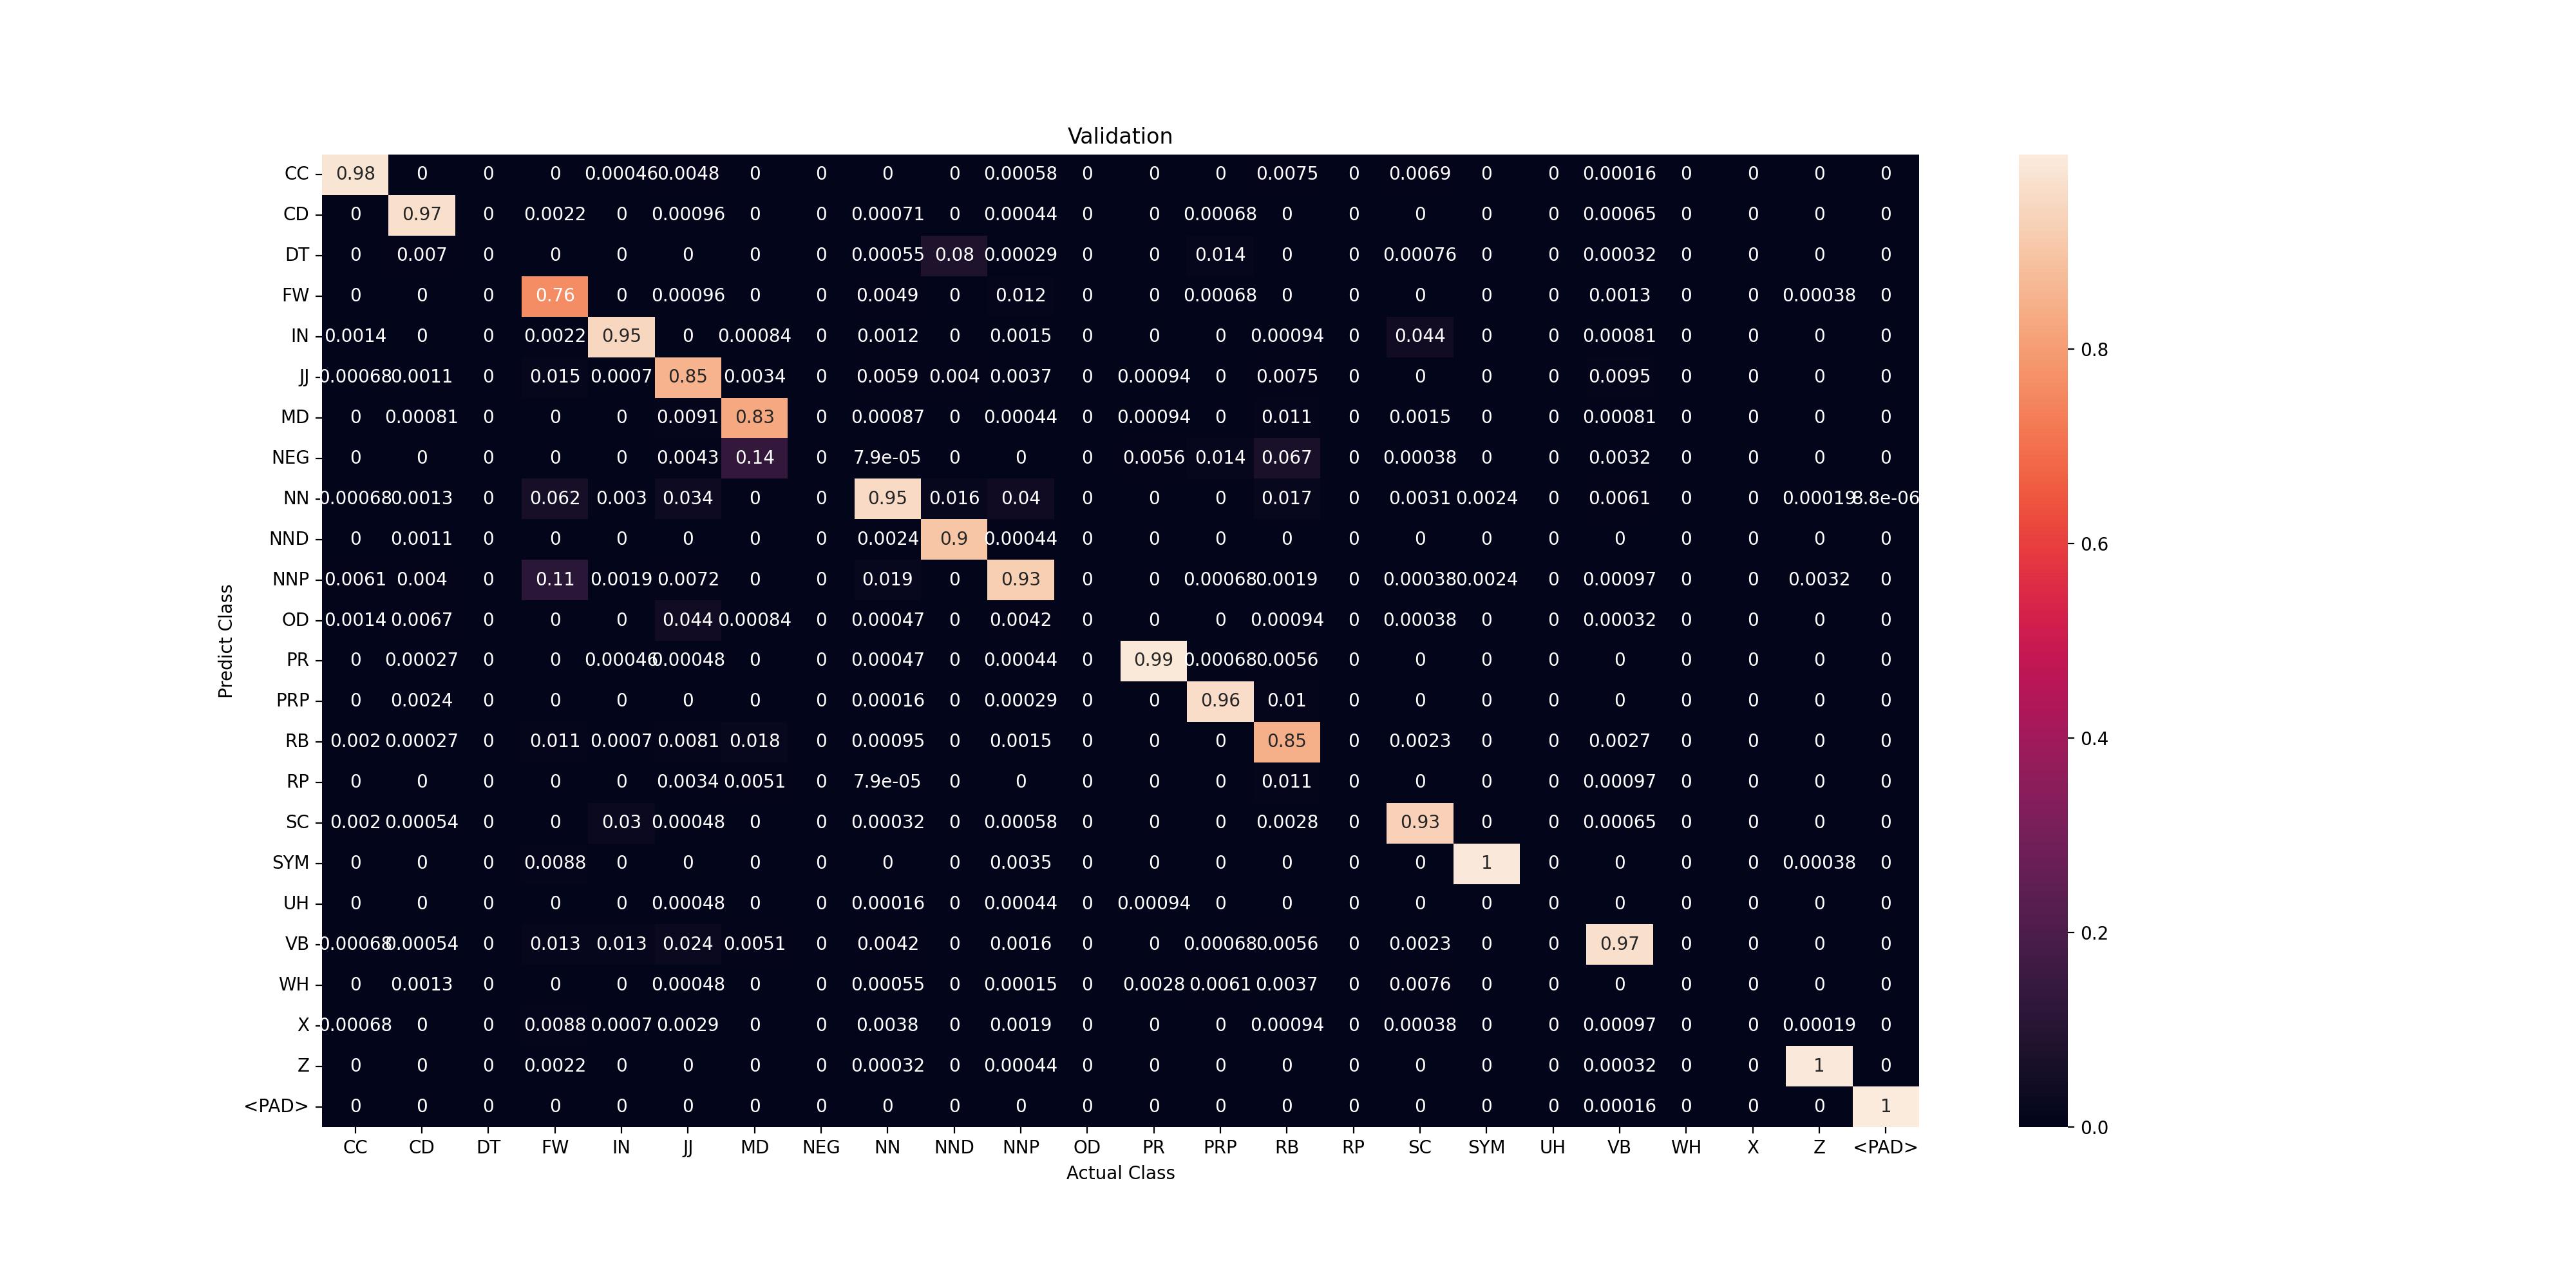 Validation
CC 0.98 0 0 0 0.00046 0.0048 0 0 0 0 0.00058 0 0 0 0.0075 0 0.0069 0 0 0.00016 0 0 0 0
CD 0 0.97 0 0.0022 0 0.00096 0 0 0.00071 0 0.00044 0 0 0.00068 0 0 0 0 0 0.00065 0 0 0 0
DT 0 0.007 0 0 0 0 0 0 0.00055 0.08 0.00029 0 0 0.014 0 0 0.00076 0 0 0.00032 0 0 0 0
FW 0 0 0 0.76 0 0.00096 0 0 0.0049 0 0.012 0 0 0.00068 0 0 0 0 0 0.0013 0 0 0.00038 0
IN 0.0014 0 0 0.0022 0.95 0 0.00084 0 0.0012 0 0.0015 0 0 0 0.00094 0 0.044 0 0 0.00081 0 0 0 0
JJ 0.00068 0.0011 0 0.015 0.0007 0.85 0.0034 0 0.0059 0.004 0.0037 0 0.00094 0 0.0075 0 0 0 0 0.0095 0 0 0 0
MD 0 0.00081 0 0 0 0.0091 0.83 0 0.00087 0 0.00044 0 0.00094 0 0.011 0 0.0015 0 0 0.00081 0 0 0 0
NEG 0 0 0 0 0 0.0043 0.14 0 7.9e-05 0 0 0 0.0056 0.014 0.067 0 0.00038 0 0 0.0032 0 0 0 0
NN 0.00068 0.0013 0 0.062 0.003 0.034 0 0 0.95 0.016 0.04 0 0 0 0.017 0 0.0031 0.0024 0 0.0061 0 0 0.00019 8.8e-06
NND 0 0.0011 0 0 0 0 0 0 0.0024 0.9 0.00044 0 0 0 0 0 0 0 0 0 0 0 0 0
NNP 0.0061 0.004 0 0.11 0.0019 0.0072 0 0 0.019 0 0.93 0 0 0.00068 0.0019 0 0.00038 0.0024 0 0.00097 0 0 0.0032 0
OD 0.0014 0.0067 0 0 0 0.044 0.00084 0 0.00047 0 0.0042 0 0 0 0.00094 0 0.00038 0 0 0.00032 0 0 0 0
PR 0 0.00027 0 0 0.00046 0.00048 0 0 0.00047 0 0.00044 0 0.99 0.00068 0.0056 0 0 0 0 0 0 0 0 0
PRP 0 0.0024 0 0 0 0 0 0 0.00016 0 0.00029 0 0 0.96 0.01 0 0 0 0 0 0 0 0 0
RB 0.002 0.00027 0 0.011 0.0007 0.0081 0.018 0 0.00095 0 0.0015 0 0 0 0.85 0 0.0023 0 0 0.0027 0 0 0 0
RP 0 0 0 0 0 0.0034 0.0051 0 7.9e-05 0 0 0 0 0 0.011 0 0 0 0 0.00097 0 0 0 0
SC 0.002 0.00054 0 0 0.03 0.00048 0 0 0.00032 0 0.00058 0 0 0 0.0028 0 0.93 0 0 0.00065 0 0 0 0
SYM 0 0 0 0.0088 0 0 0 0 0 0 0.0035 0 0 0 0 0 0 1 0 0 0 0 0.00038 0
UH 0 0 0 0 0 0.00048 0 0 0.00016 0 0.00044 0 0.00094 0 0 0 0 0 0 0 0 0 0 0
VB 0.00068 0.00054 0 0.013 0.013 0.024 0.0051 0 0.0042 0 0.0016 0 0 0.00068 0.0056 0 0.0023 0 0 0.97 0 0 0 0
WH 0 0.0013 0 0 0 0.00048 0 0 0.00055 0 0.00015 0 0.0028 0.0061 0.0037 0 0.0076 0 0 0 0 0 0 0
X 0.00068 0 0 0.0088 0.0007 0.0029 0 0 0.0038 0 0.0019 0 0 0 0.00094 0 0.00038 0 0 0.00097 0 0 0.00019 0
Z 0 0 0 0.0022 0 0 0 0 0.00032 0 0.00044 0 0 0 0 0 0 0 0 0.00032 0 0 1 0
<PAD> 0 0 0 0 0 0 0 0 0 0 0 0 0 0 0 0 0 0 0 0.00016 0 0 0 1
CC CD DT FW IN JJ MD NEG NN NND NNP OD PR PRP RB RP SC SYM UH VB WH X Z <PAD>
Actual Class
Predict Class
0.8
0.6
0.4
0.2
0.0